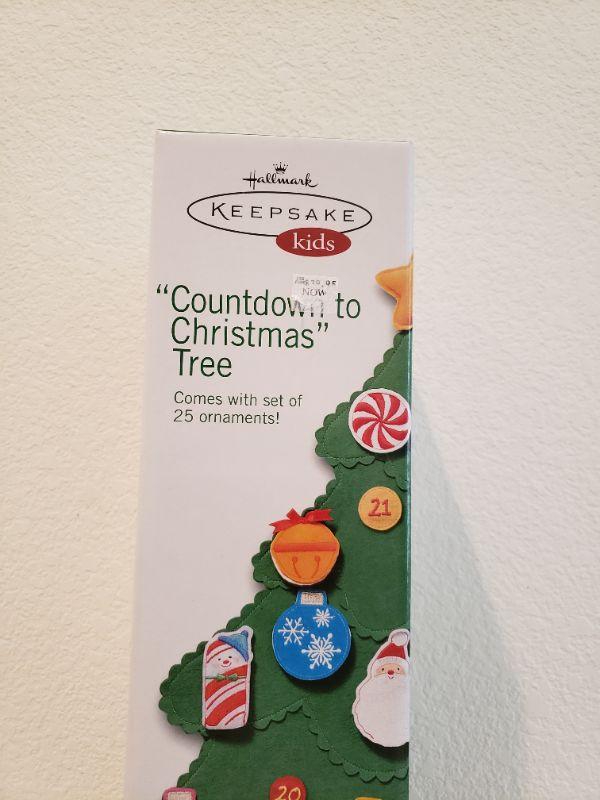 Hallmark
KEEPSAKE
kids
NOW
"Countdown to
Christmas"
Tree
Comes with set of
25 ornaments!
21
20